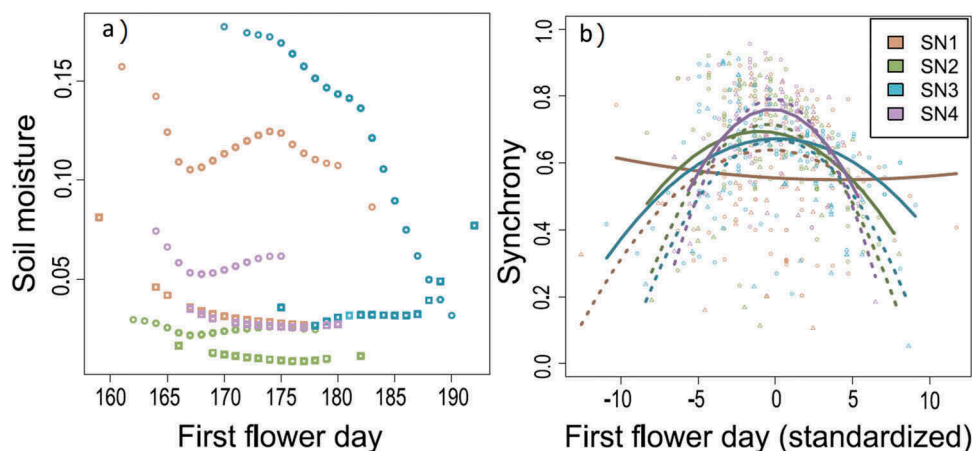 a)
Soil moisture
0.15
0.10
0.05
160 165 170 175 180 185 190
First flower day
b)
Synchrony
1.0
0.8
0.6
0.4
0.2
0.0
-10 -5 0 5 10
First flower day (standardized)
SN1
SN2
SN3
SN4